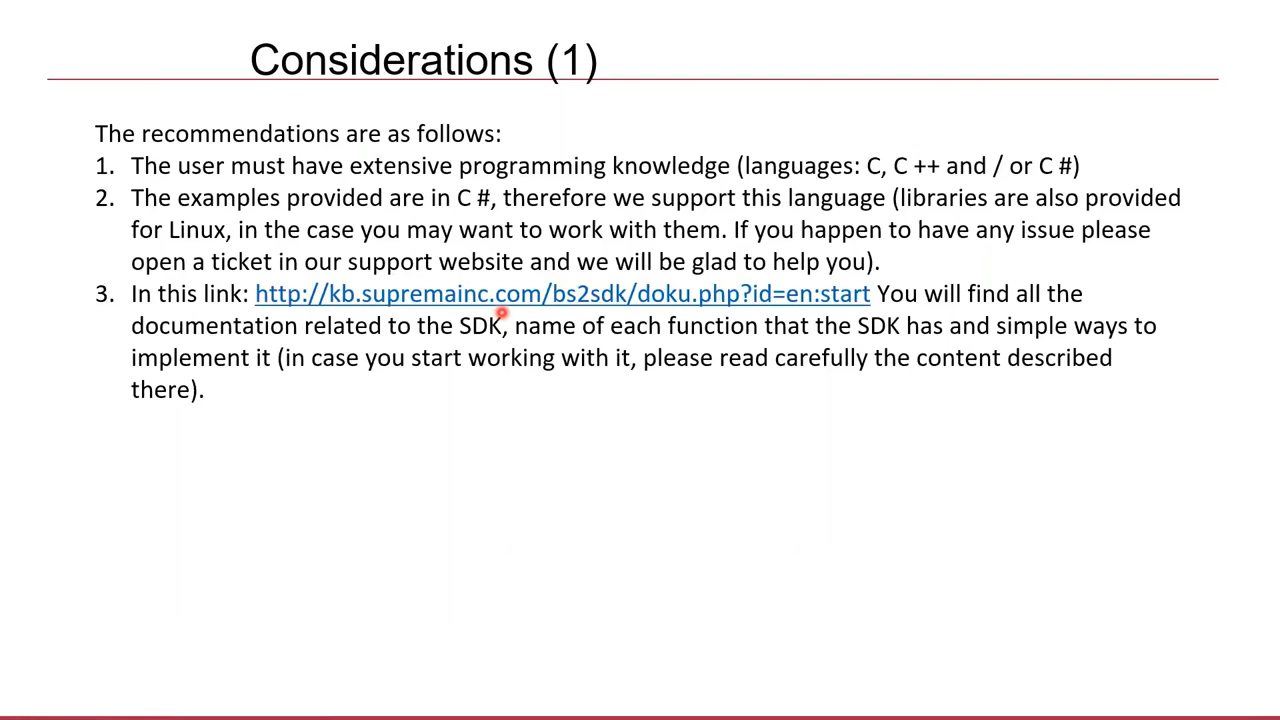 Considerations (1)
The recommendations are as follows:
1. The user must have extensive programming knowledge (languages: C, C ++ and / or C #)
2. The examples provided are in C #, therefore we support this language (libraries are also provided
for Linux, in the case you may want to work with them. If you happen to have any issue please
open a ticket in our support website and we will be glad to help you).
3. In this link: http://kb.supremainc.com/bs2sdk/doku.php?id=en:start You will find all the
documentation related to the SDK, name of each function that the SDK has and simple ways to
implement it (in case you start working with it, please read carefully the content described
there).